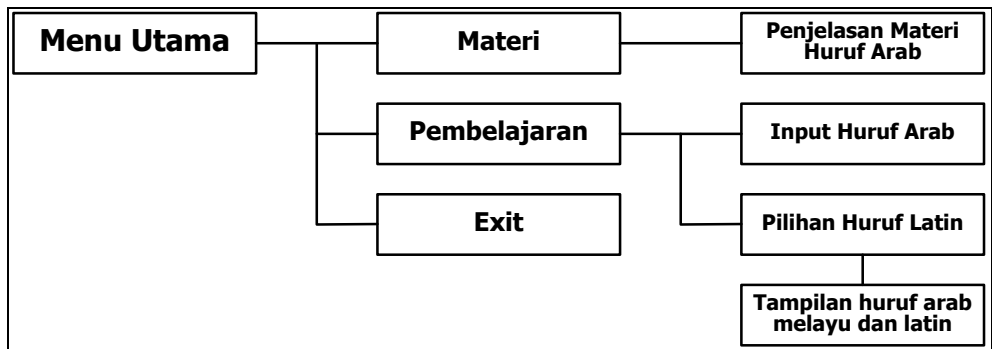 Menu Utama
Materi
Penjelasan Materi
Huruf Arab
Pembelajaran
Input Huruf Arab
Exit
Pilihan Huruf Latin
Tampilan huruf arab
melayu dan latin